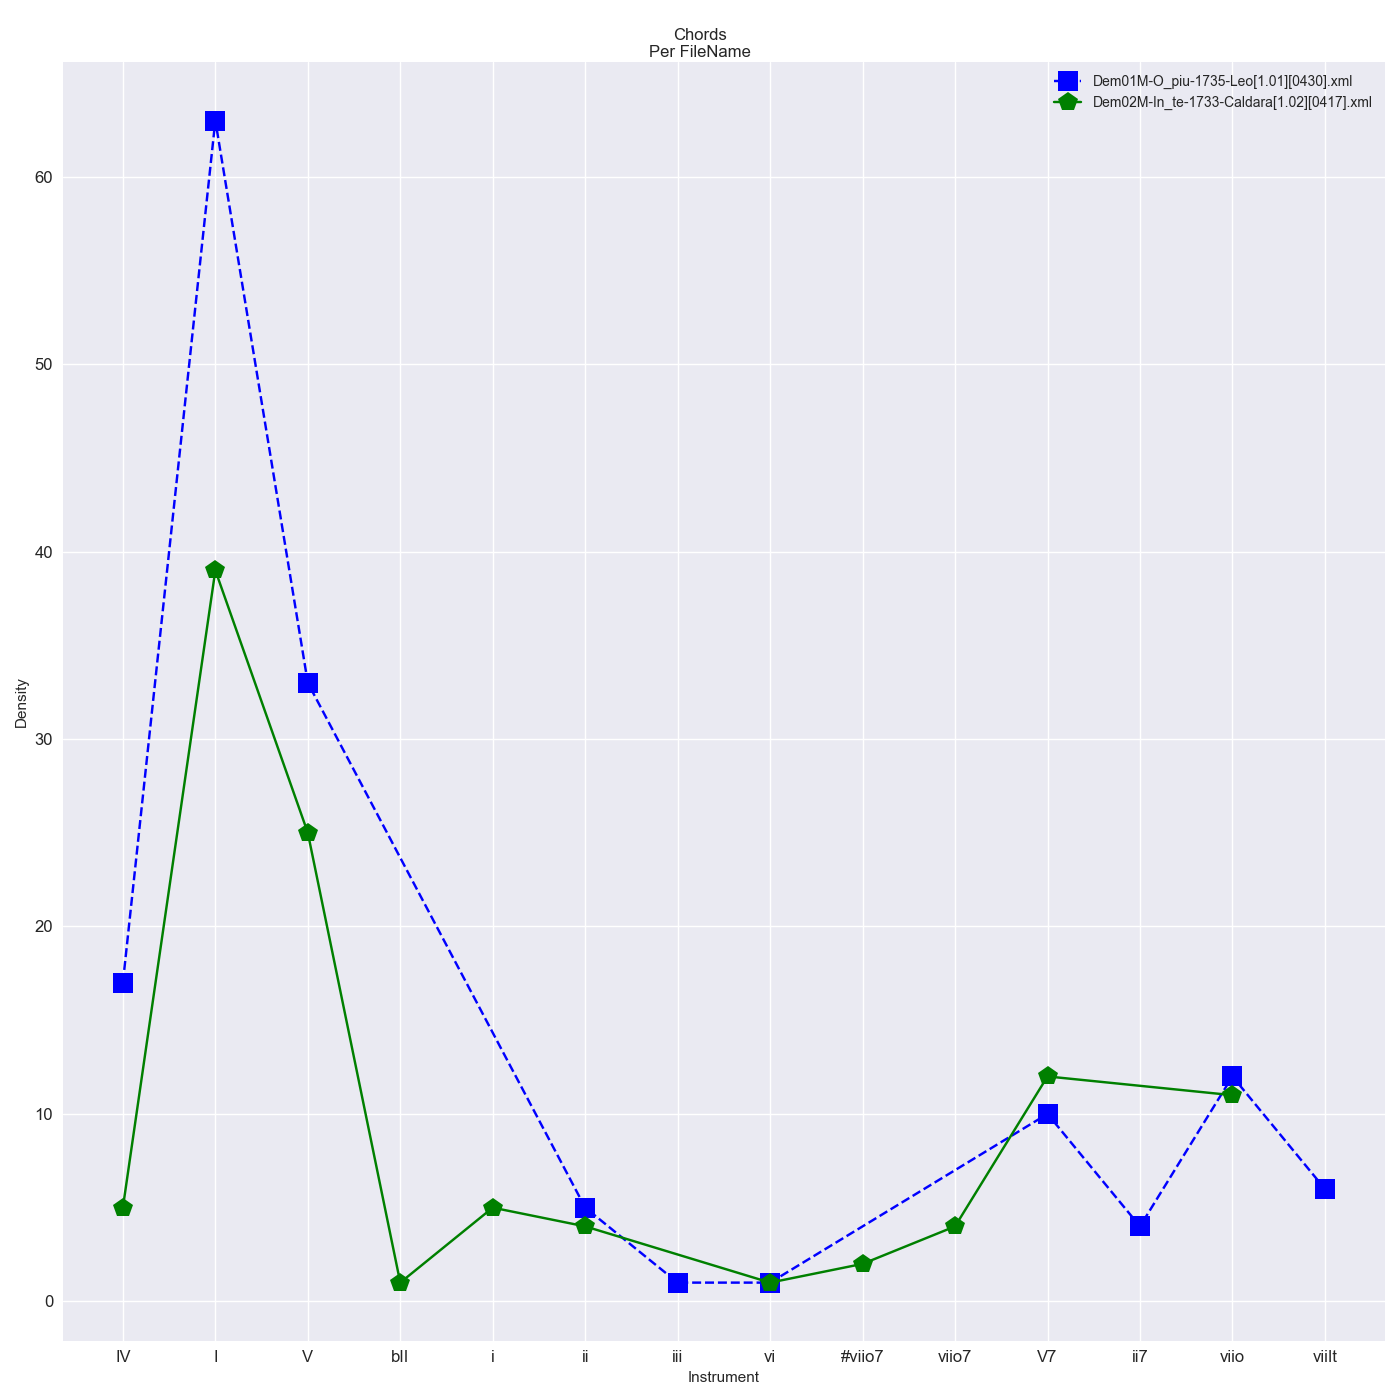 Chords
Per FileName
Dem01M-O_piu-1735-Leo[1.01][0430].xml
Dem02M-In_te-1733-Caldara[1.02][0417].xml
60
50
40
30
20
10
0
Density
IV I V bII i ii iii vi #viio7 viio7 V7 ii7 viio viiIt
Instrument